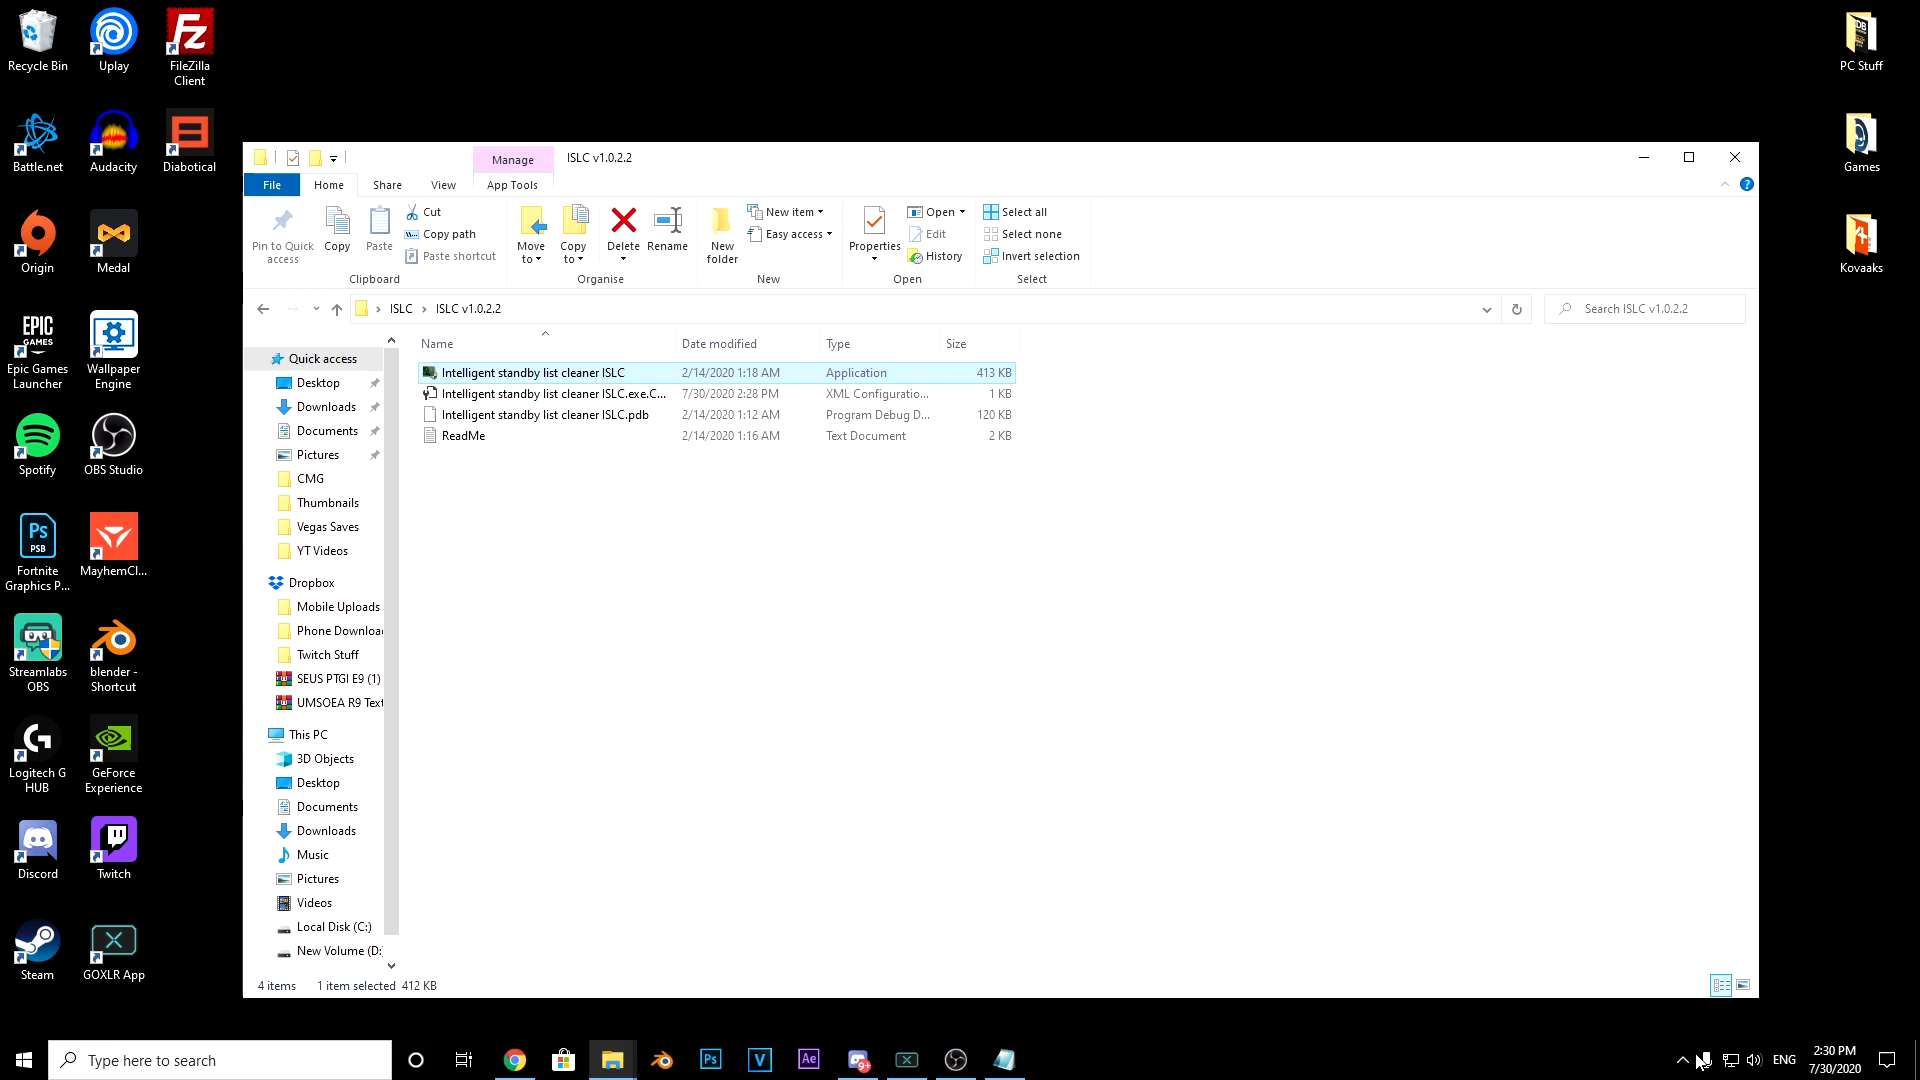 Recycle Bin
Uplay
FileZilla
Client
Battle.net
Audacity
Diabotical
Origin
Medal
EPIC
GAMES
Epic Games
Launcher
Wallpaper
Engine
Spotify
OBS Studio
Ps
PSB
Fortnite
Graphics P...
MayhemCl...
Streamlabs
OBS
blender -
Shortcut
Logitech G
HUB
GeForce
Experience
Discord
Twitch
Steam
GOXLR App
PC Stuff
Games
Kovaaks
Manage
ISLC v1.0.2.2
File
Home
Share
View
App Tools
Pin to Quick
access
Copy
Paste
Cut
Copy path
Paste shortcut
Clipboard
Move
to
Copy
to
Delete
Rename
Organise
New
folder
New item
Easy access
New
Properties
Open
Edit
History
Open
Select all
Select none
Invert selection
Select
ISLC
ISLC v1.0.2.2
Search ISLC v1.0.2.2
Name
Date modified
Type
Size
Intelligent standby list cleaner ISLC 2/14/2020 1:18 AM Application 413 KB
Intelligent standby list cleaner ISLC.exe.C... 7/30/2020 2:28 PM XML Configuratio... 1 KB
Intelligent standby list cleaner ISLC.pdb 2/14/2020 1:12 AM Program Debug D... 120 KB
ReadMe 2/14/2020 1:16 AM Text Document 2 KB
Quick access
Desktop
Downloads
Documents
Pictures
CMG
Thumbnails
Vegas Saves
YT Videos
Dropbox
Mobile Uploads
Phone Downloa
Twitch Stuff
SEUS PTGI E9 (1)
UMSOEA R9 Text
This PC
3D Objects
Desktop
Documents
Downloads
Music
Pictures
Videos
Local Disk (C:)
New Volume (D:
4 items
1 item selected 412 KB
Type here to search
Ps
V
Ae
9+
ENG
2:30 PM
7/30/2020